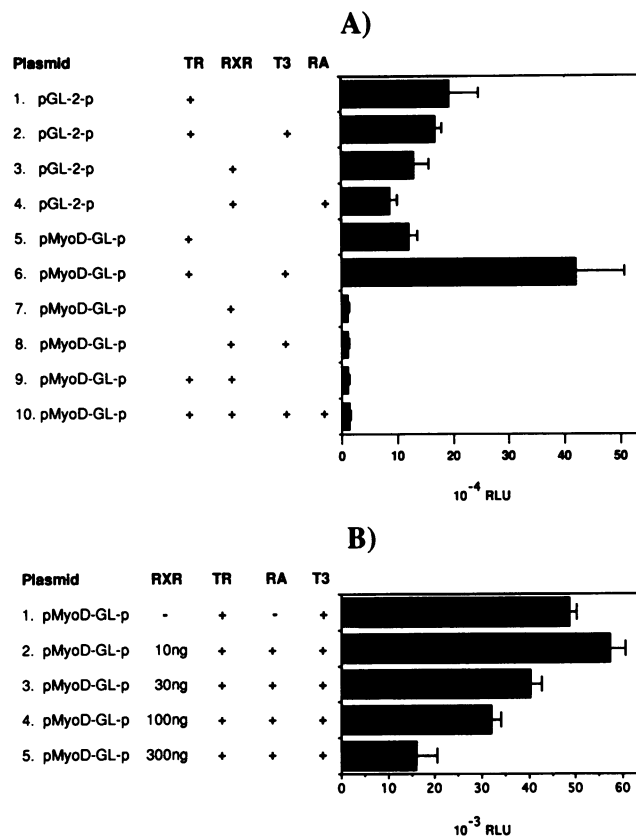 A)
Plasmid TR RXR T3 RA
1. pGL-2-p +
2. pGL-2-p + +
3. pGL-2-p +
4. pGL-2-p + +
5. pMyoD-GL-p +
6. pMyoD-GL-p + +
7. pMyoD-GL-p +
8. pMyoD-GL-p + +
9. pMyoD-GL-p + +
10. pMyoD-GL-p + + + +
0 10 20 30 40 50
10⁻⁴ RLU
B)
Plasmid RXR TR RA T3
1. pMyoD-GL-p - + - +
2. pMyoD-GL-p 10ng + + +
3. pMyoD-GL-p 30ng + + +
4. pMyoD-GL-p 100ng + + +
5. pMyoD-GL-p 300ng + + +
0 10 20 30 40 50 60
10⁻³ RLU